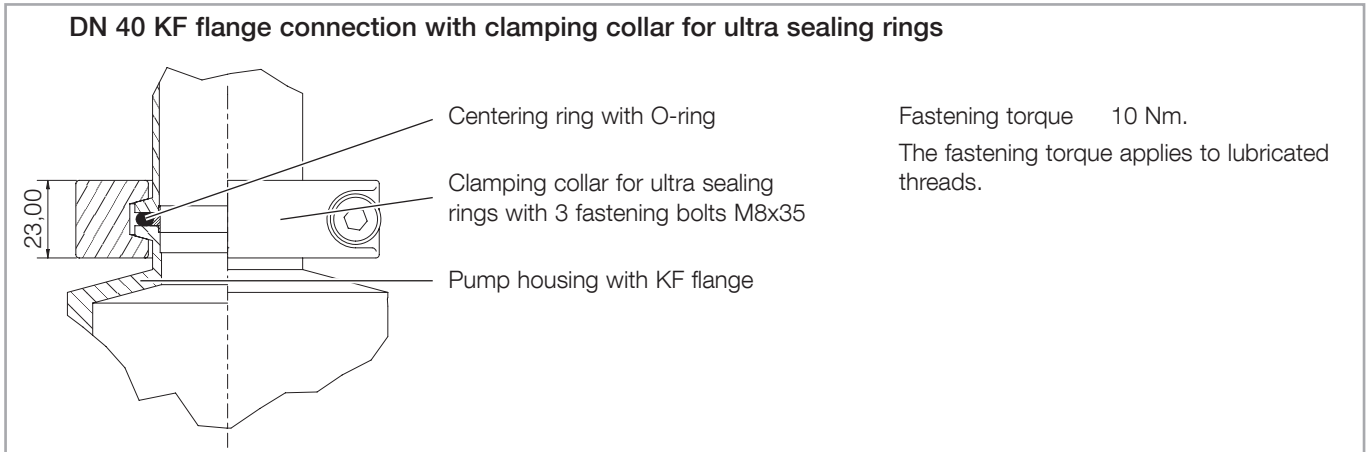 DN 40 KF flange connection with clamping collar for ultra sealing rings
Centering ring with O-ring
Clamping collar for ultra sealing
rings with 3 fastening bolts M8x35
Pump housing with KF flange
Fastening torque 10 Nm.
The fastening torque applies to lubricated
threads.
23,00